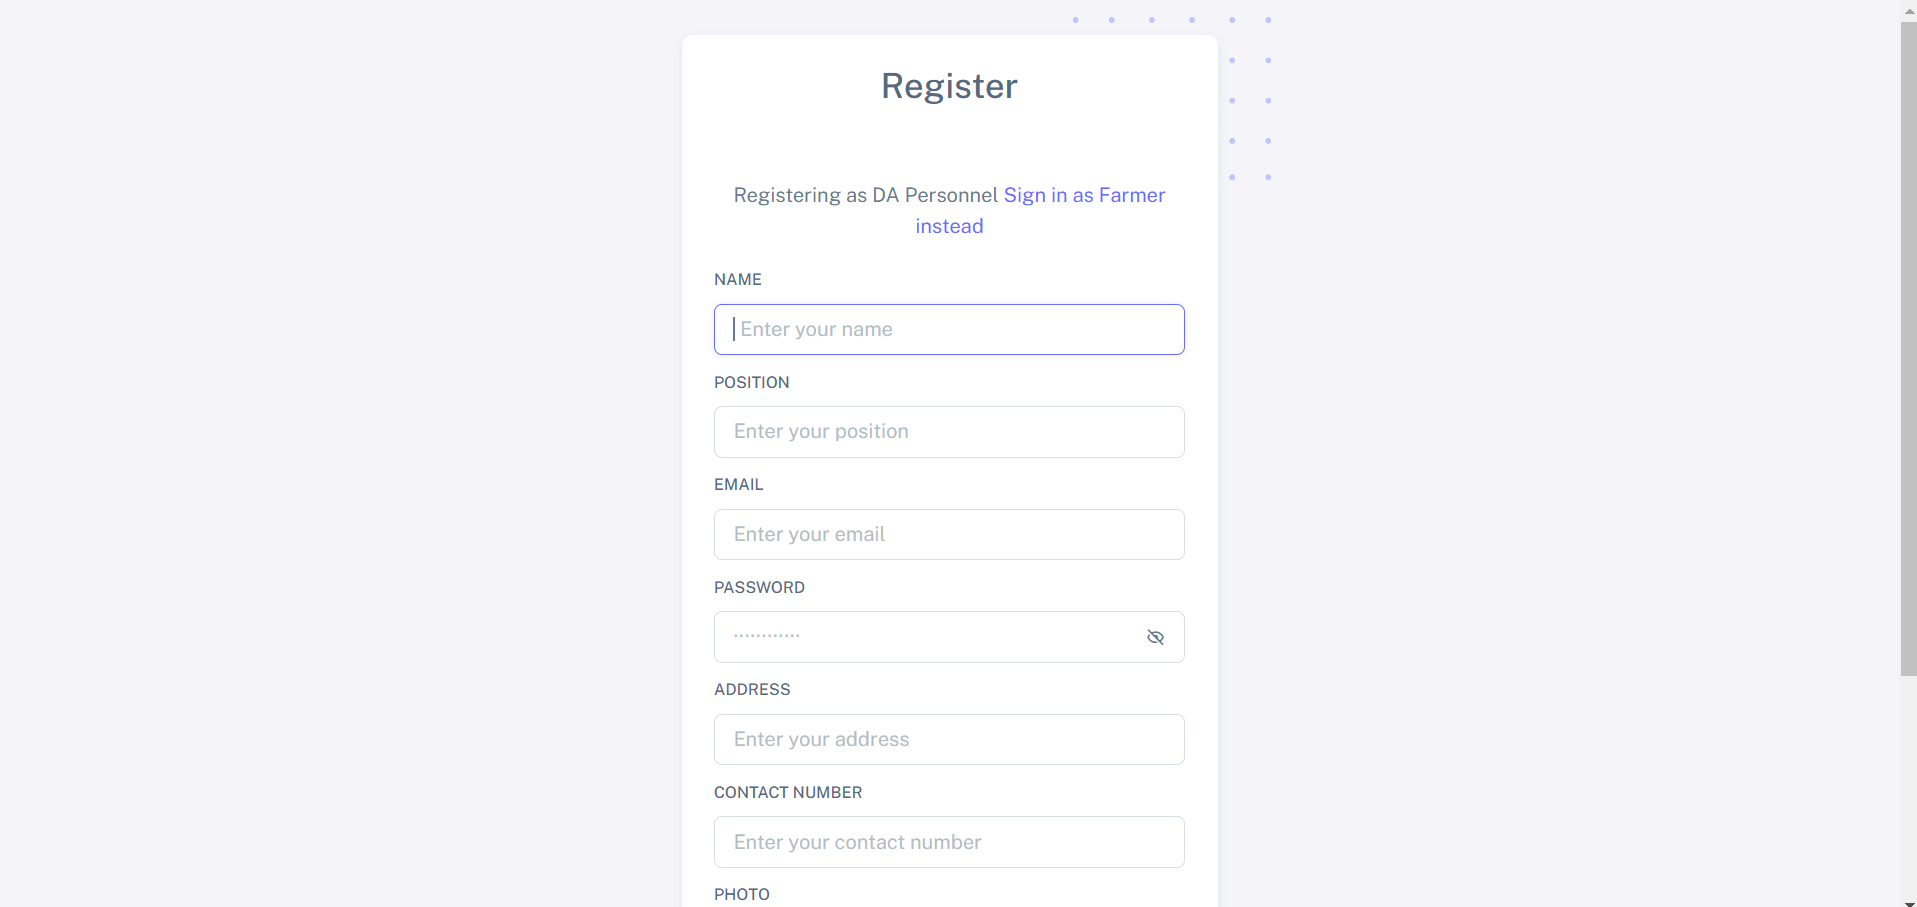 Register
Registering as DA Personnel Sign in as Farmer
instead
NAME
Enter your name
POSITION
Enter your position
EMAIL
Enter your email
PASSWORD
············
ADDRESS
Enter your address
CONTACT NUMBER
Enter your contact number
PHOTO